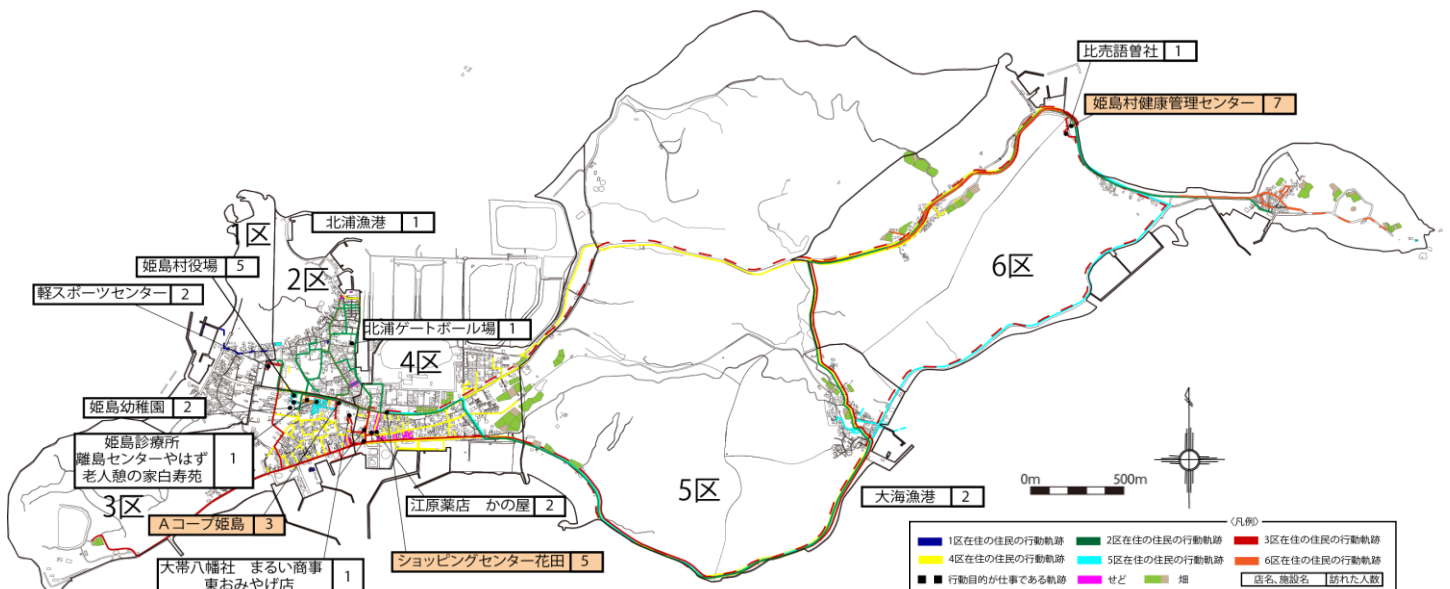 比売語曽社 1
姫島村健康管理センター 7
北浦漁港 1
区
姫島村役場 5
2区
軽スポーツセンター 2
北浦ゲートボール場 1
4区
6区
姫島幼稚園 2
姫島診療所
離島センターやはず
老人憩の家白寿苑
1
3区
5区
江原薬店 かの屋 2
大海漁港 2
0m 500m
Aコープ姫島 3
ショッピングセンター花田 5
大帯八幡社 まるい商事
東おみやげ店
1
〈凡例〉
1区在住の住民の行動軌跡 2区在住の住民の行動軌跡 3区在住の住民の行動軌跡
4区在住の住民の行動軌跡 5区在住の住民の行動軌跡 6区在住の住民の行動軌跡
行動目的が仕事である軌跡 せど 畑 店名、施設名 訪れた人数